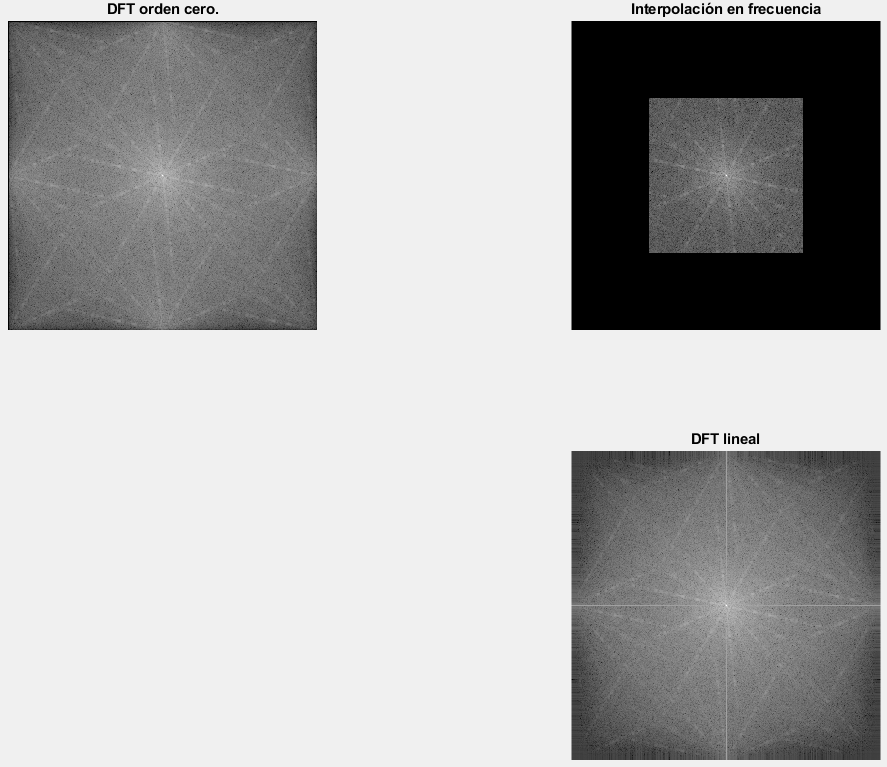 DFT orden cero.
Interpolación en frecuencia
DFT lineal